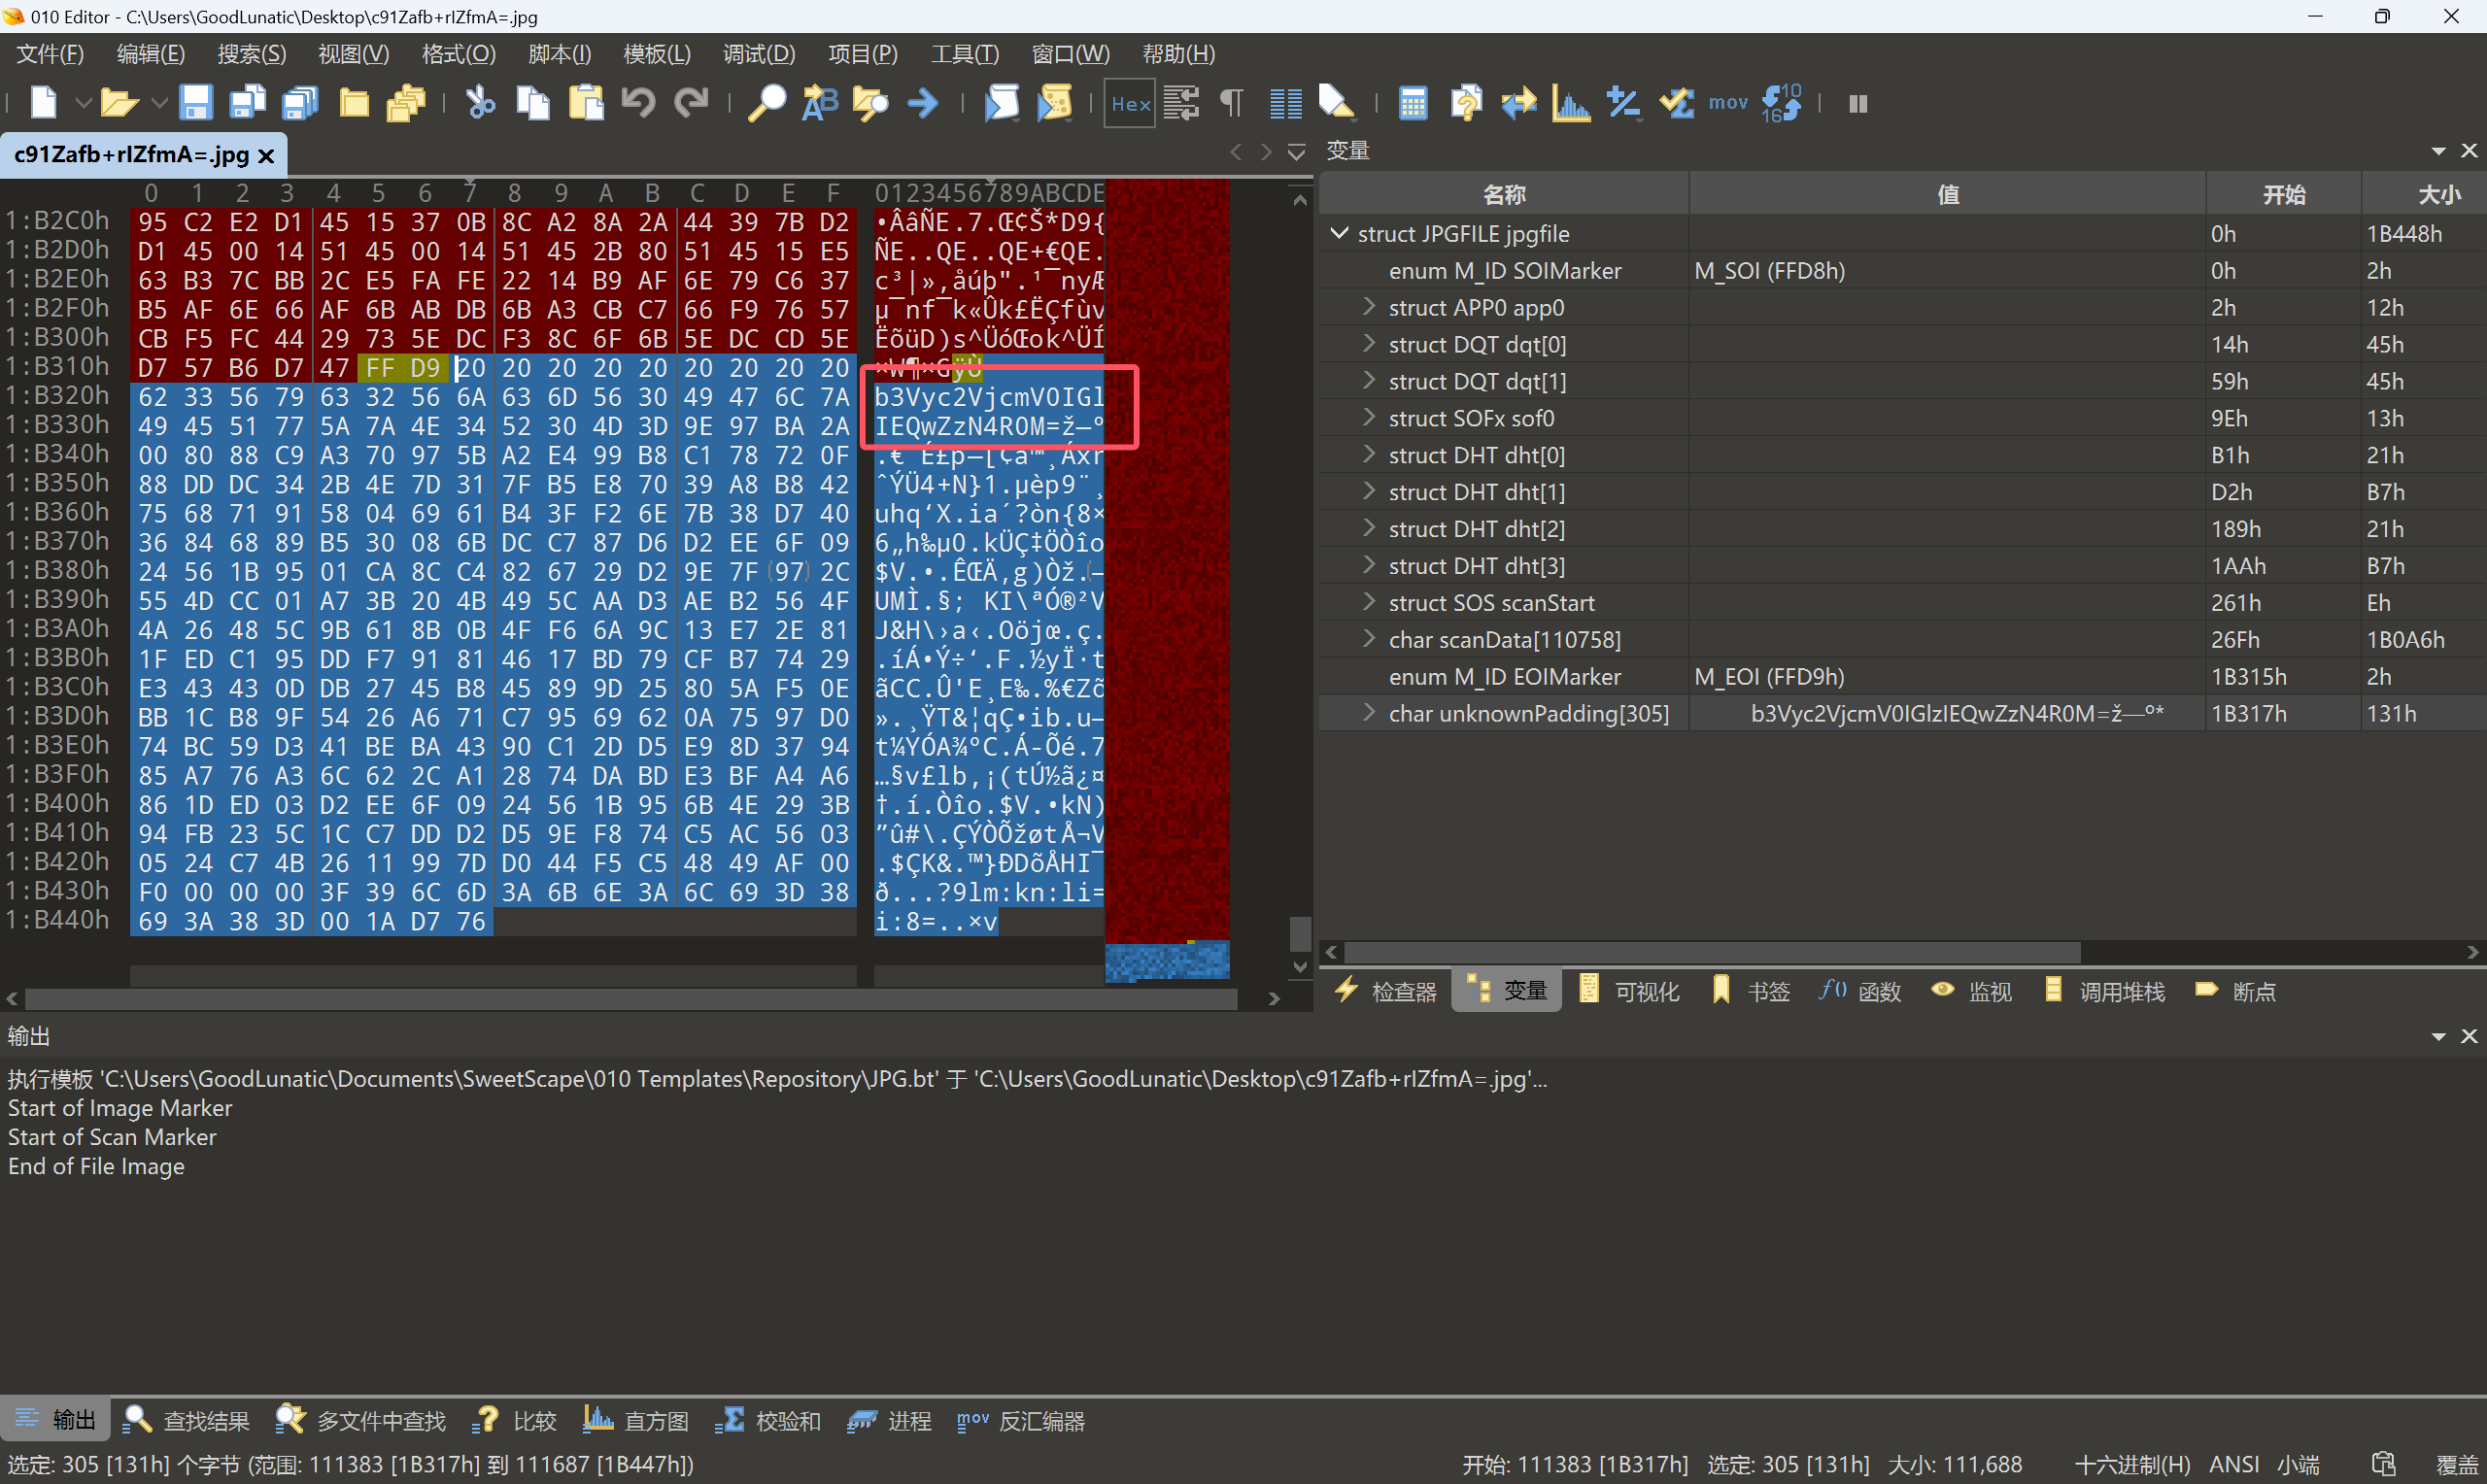 010 Editor - C:\Users\GoodLunatic\Desktop\c91Zafb+rIZfmA=.jpg
文件(F) 编辑(E) 搜索(S) 视图(V) 格式(O) 脚本(I) 模板(L) 调试(D) 项目(P) 工具(T) 窗口(W) 帮助(H)
Hex mov
c91Zafb+rIZfmA=.jpg
0 1 2 3 4 5 6 7 8 9 A B C D E F 0123456789ABCDE
1:B2C0h 95 C2 E2 D1 45 15 37 0B 8C A2 8A 2A 44 39 7B D2 •ÂâÑE.7.Œ¢Š*D9{
1:B2D0h D1 45 00 14 51 45 00 14 51 45 2B 80 51 45 15 E5 ÑE..QE..QE+€QE.
1:B2E0h 63 B3 7C BB 2C E5 FA FE 22 14 B9 AF 6E 79 C6 37 c³|»,åúþ".¹¯nyÆ
1:B2F0h B5 AF 6E 66 AF 6B AB DB 6B A3 CB C7 66 F9 76 57 µ¯nf¯k«Ûk£ËÇfùv
1:B300h CB F5 FC 44 29 73 5E DC F3 8C 6F 6B 5E DC CD 5E ËõüD)s^ÜóŒok^ÜÍ
1:B310h D7 57 B6 D7 47 FF D9 20 20 20 20 20 20 20 20 20 ×W¶×GÿÙ
1:B320h 62 33 56 79 63 32 56 6A 63 6D 56 30 49 47 6C 7A b3Vyc2VjcmV0IGl
1:B330h 49 45 51 77 5A 7A 4E 34 52 30 4D 3D 9E 97 BA 2A IEQwZzN4R0M=ž—º
1:B340h 00 80 88 C9 A3 70 97 5B A2 E4 99 B8 C1 78 72 0F .€ˆÉ£p—[¢ä™¸Áxr
1:B350h 88 DD DC 34 2B 4E 7D 31 7F B5 E8 70 39 A8 B8 42 ˆÝÜ4+N}1.µèp9¨¸
1:B360h 75 68 71 91 58 04 69 61 B4 3F F2 6E 7B 38 D7 40 uhq‘X.ia´?òn{8×
1:B370h 36 84 68 89 B5 30 08 6B DC C7 87 D6 D2 EE 6F 09 6„h‰µ0.kÜÇ‡ÖÒîo
1:B380h 24 56 1B 95 01 CA 8C C4 82 67 29 D2 9E 7F 97 2C $V.•.ÊŒÄ‚g)Òž.—
1:B390h 55 4D CC 01 A7 3B 20 4B 49 5C AA D3 AE B2 56 4F UMÌ.§; KI\ªÓ®²V
1:B3A0h 4A 26 48 5C 9B 61 8B 0B 4F F6 6A 9C 13 E7 2E 81 J&H\›a‹.Oöjœ.ç.
1:B3B0h 1F ED C1 95 DD F7 91 81 46 17 BD 79 CF B7 74 29 .íÁ•Ý÷‘.F.½yÏ·t
1:B3C0h E3 43 43 0D DB 27 45 B8 45 89 9D 25 80 5A F5 0E ãCC.Û'E¸E‰.%€Zõ
1:B3D0h BB 1C B8 9F 54 26 A6 71 C7 95 69 62 0A 75 97 D0 ».¸ŸT&¦qÇ•ib.u—
1:B3E0h 74 BC 59 D3 41 BE BA 43 90 C1 2D D5 E9 8D 37 94 t¼YÓA¾ºC.Á-Õé.7
1:B3F0h 85 A7 76 A3 6C 62 2C A1 28 74 DA BD E3 BF A4 A6 …§v£lb,¡(tÚ½ã¿¤
1:B400h 86 1D ED 03 D2 EE 6F 09 24 56 1B 95 6B 4E 29 3B †.í.Òîo.$V.•kN)
1:B410h 94 FB 23 5C 1C C7 DD D2 D5 9E F8 74 C5 AC 56 03 ”û#\.ÇÝÒÕžøtÅ¬V
1:B420h 05 24 C7 4B 26 11 99 7D D0 44 F5 C5 48 49 AF 00 .$ÇK&.™}ÐDõÅHI¯
1:B430h F0 00 00 00 3F 39 6C 6D 3A 6B 6E 3A 6C 69 3D 38 ð...?9lm:kn:li=
1:B440h 69 3A 38 3D 00 1A D7 76 i:8=..×v
变量
名称 值 开始 大小
struct JPGFILE jpgfile 0h 1B448h
enum M_ID SOIMarker M_SOI (FFD8h) 0h 2h
struct APP0 app0 2h 12h
struct DQT dqt[0] 14h 45h
struct DQT dqt[1] 59h 45h
struct SOFx sof0 9Eh 13h
struct DHT dht[0] B1h 21h
struct DHT dht[1] D2h B7h
struct DHT dht[2] 189h 21h
struct DHT dht[3] 1AAh B7h
struct SOS scanStart 261h Eh
char scanData[110758] 26Fh 1B0A6h
enum M_ID EOIMarker M_EOI (FFD9h) 1B315h 2h
char unknownPadding[305] b3Vyc2VjcmV0IGlzIEQwZzN4R0M=ž—º* 1B317h 131h
检查器 变量 可视化 书签 f() 函数 监视 调用堆栈 断点
输出
执行模板 'C:\Users\GoodLunatic\Documents\SweetScape\010 Templates\Repository\JPG.bt' 于 'C:\Users\GoodLunatic\Desktop\c91Zafb+rIZfmA=.jpg'...
Start of Image Marker
Start of Scan Marker
End of File Image
输出 查找结果 多文件中查找 比较 直方图 校验和 进程 mov 反汇编器
选定: 305 [131h] 个字节 (范围: 111383 [1B317h] 到 111687 [1B447h]) 开始: 111383 [1B317h] 选定: 305 [131h] 大小: 111,688 十六进制(H) ANSI 小端 覆盖